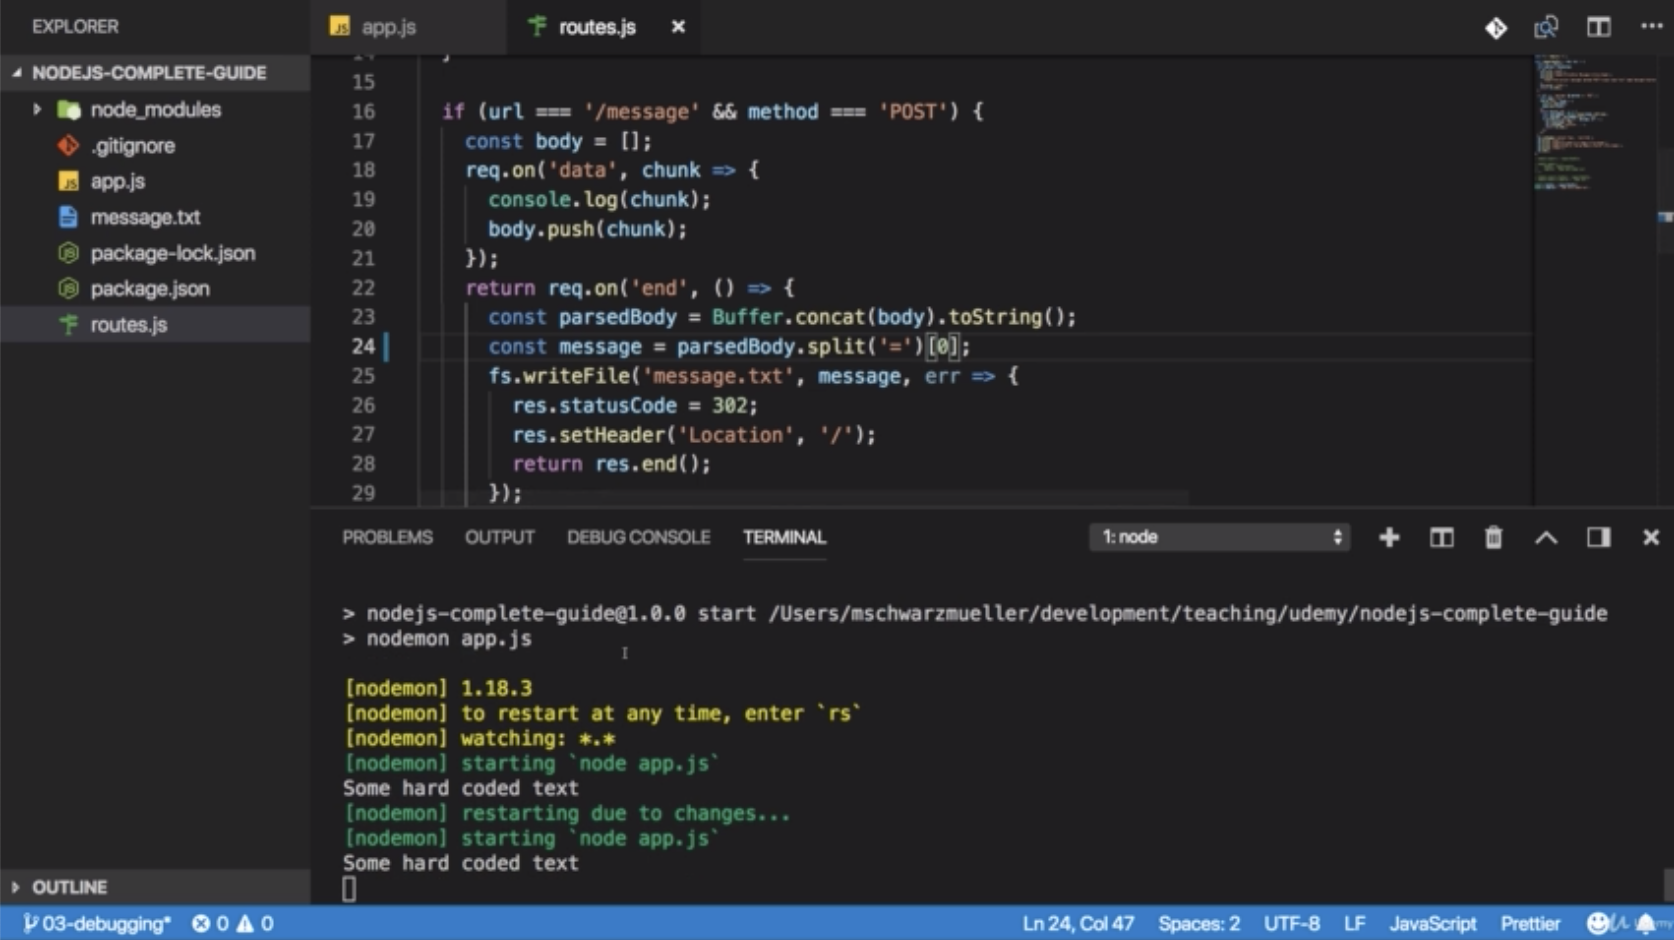 EXPLORER
app.js
routes.js
NODEJS-COMPLETE-GUIDE
node_modules
.gitignore
app.js
message.txt
package-lock.json
package.json
routes.js
15
16 if (url === '/message' && method === 'POST') {
17 const body = [];
18 req.on('data', chunk => {
19 console.log(chunk);
20 body.push(chunk);
21 });
22 return req.on('end', () => {
23 const parsedBody = Buffer.concat(body).toString();
24 const message = parsedBody.split('=')[0];
25 fs.writeFile('message.txt', message, err => {
26 res.statusCode = 302;
27 res.setHeader('Location', '/');
28 return res.end();
29 });
PROBLEMS OUTPUT DEBUG CONSOLE TERMINAL 1: node
> nodejs-complete-guide@1.0.0 start /Users/mschwarzmueller/development/teaching/udemy/nodejs-complete-guide
> nodemon app.js
[nodemon] 1.18.3
[nodemon] to restart at any time, enter `rs`
[nodemon] watching: *.*
[nodemon] starting `node app.js`
Some hard coded text
[nodemon] restarting due to changes...
[nodemon] starting `node app.js`
Some hard coded text
OUTLINE
03-debugging* 0 0 Ln 24, Col 47 Spaces: 2 UTF-8 LF JavaScript Prettier